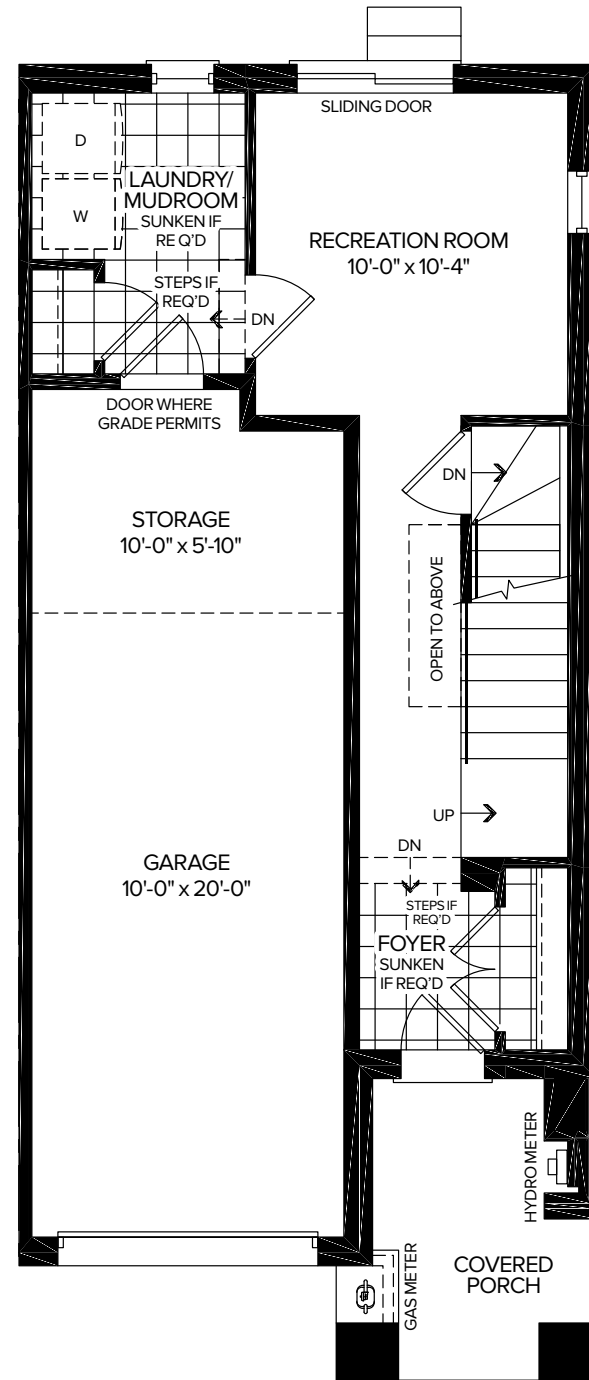 SLIDING DOOR
D
W
LAUNDRY/
MUDROOM
SUNKEN IF
RE Q'D
STEPS IF
REQ'D
DN
RECREATION ROOM
10'-0" x 10'-4"
DOOR WHERE
GRADE PERMITS
DN
STORAGE
10'-0" x 5'-10"
OPEN TO ABOVE
UP
DN
GARAGE
10'-0" x 20'-0"
STEPS IF
REQ'D
FOYER
SUNKEN
IF REQ'D
HYDRO METER
GAS METER
COVERED
PORCH